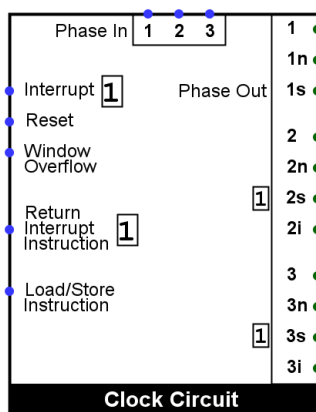 Phase In 1 2 3
1
1n
Interrupt 1
Phase Out 1s
Reset
2
Window
Overflow
2n
1 2s
Return
Interrupt
Instruction 1
2i
3
Load/Store
Instruction
3n
1 3s
3i
Clock Circuit